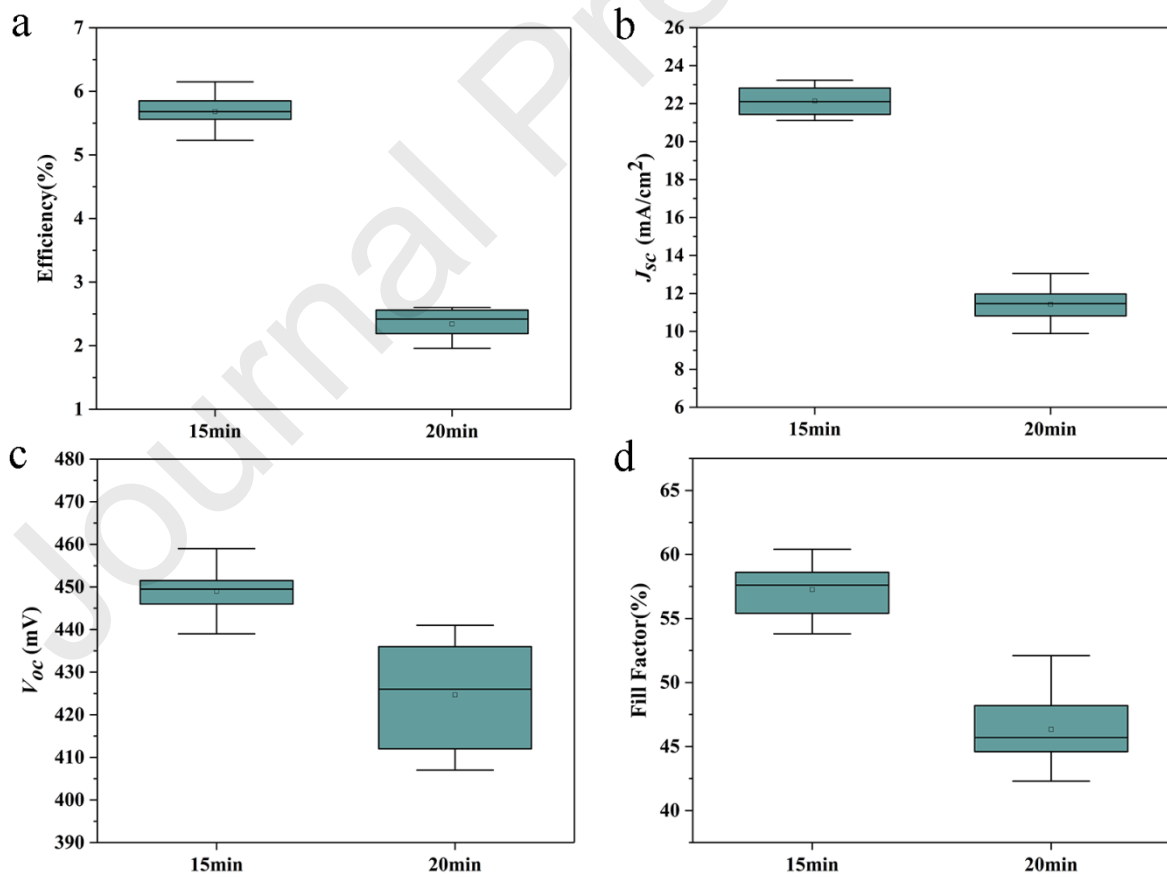 Journal Pre
a
7
6
5
4
3
2
1
Efficiency(%)
15min
20min
b
26
24
22
20
18
16
14
12
10
8
6
Jsc (mA/cm²)
15min
20min
c
480
470
460
450
440
430
420
410
400
390
Voc (mV)
15min
20min
d
65
60
55
50
45
40
Fill Factor(%)
15min
20min